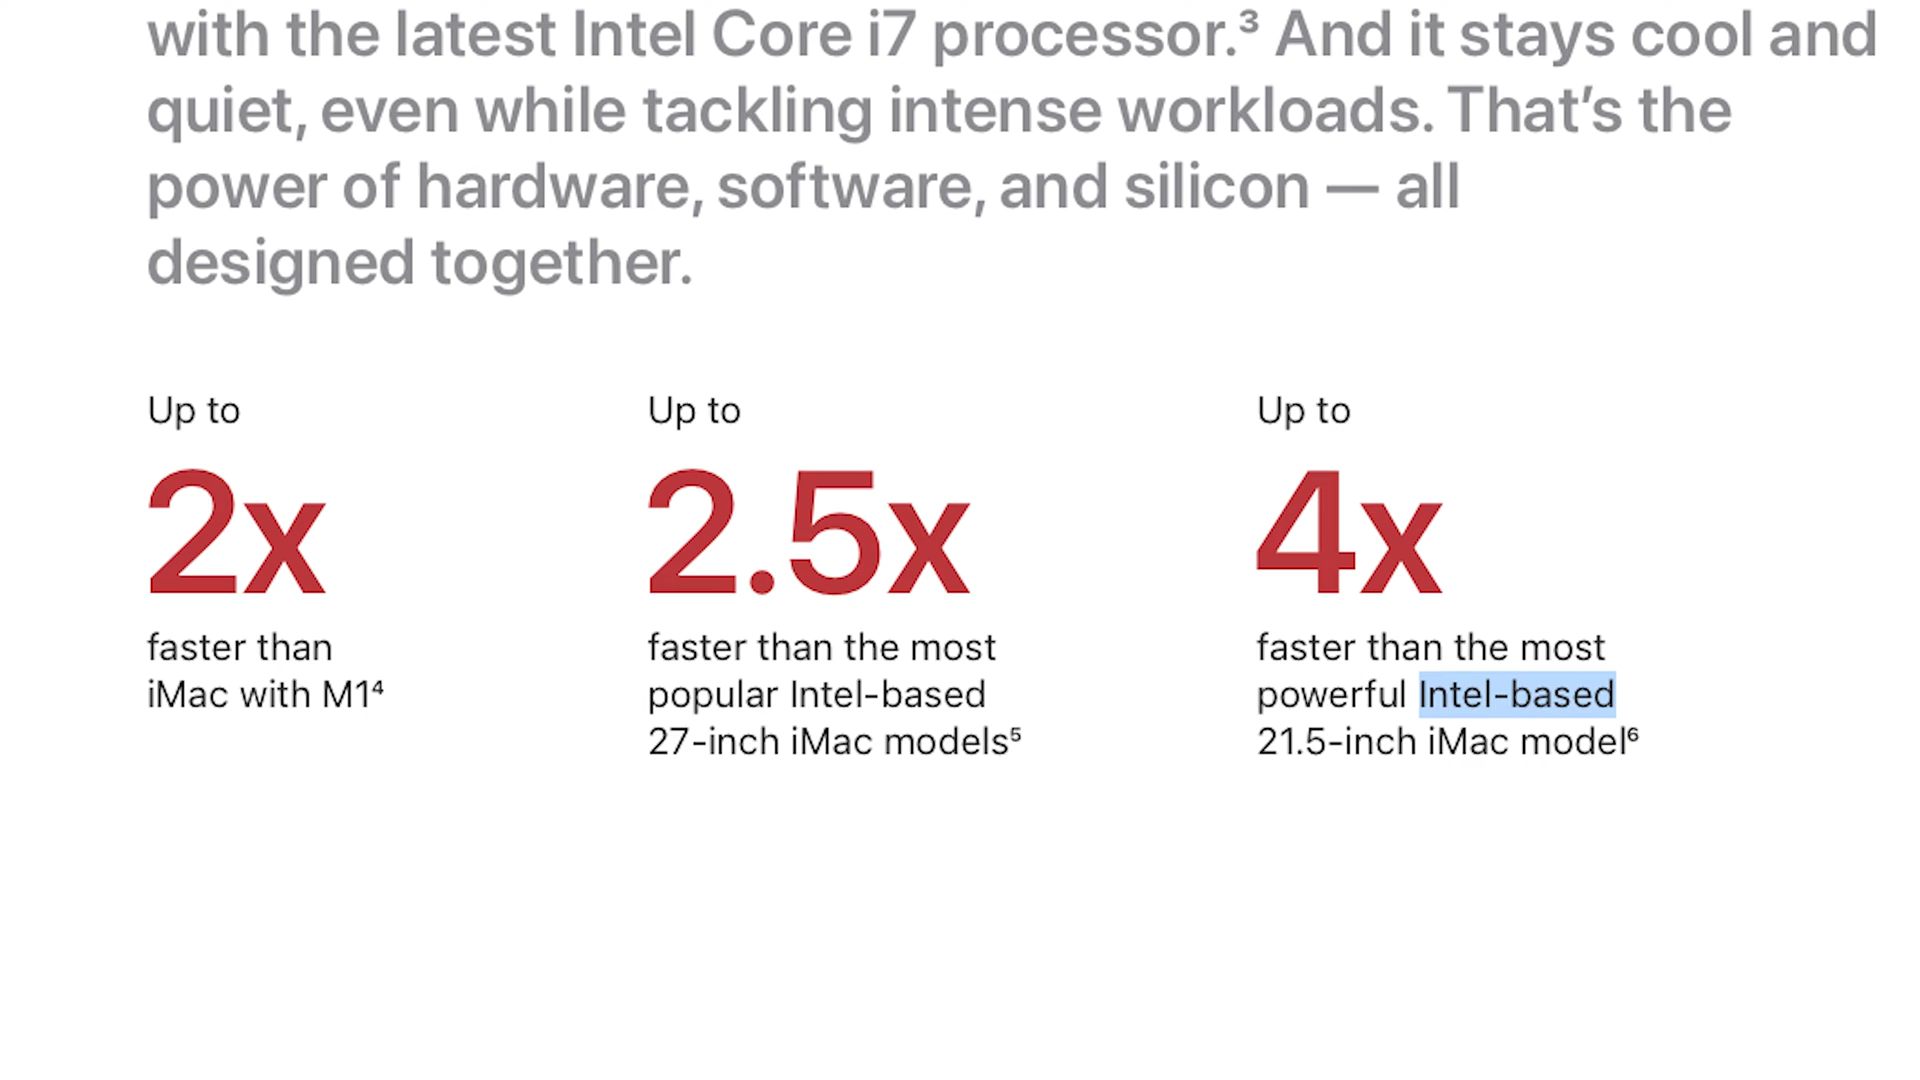 with the latest Intel Core i7 processor.³ And it stays cool and
quiet, even while tackling intense workloads. That’s the
power of hardware, software, and silicon — all
designed together.
Up to
2x
faster than
iMac with M1⁴
Up to
2.5x
faster than the most
popular Intel-based
27-inch iMac models⁵
Up to
4x
faster than the most
powerful Intel-based
21.5-inch iMac model⁶